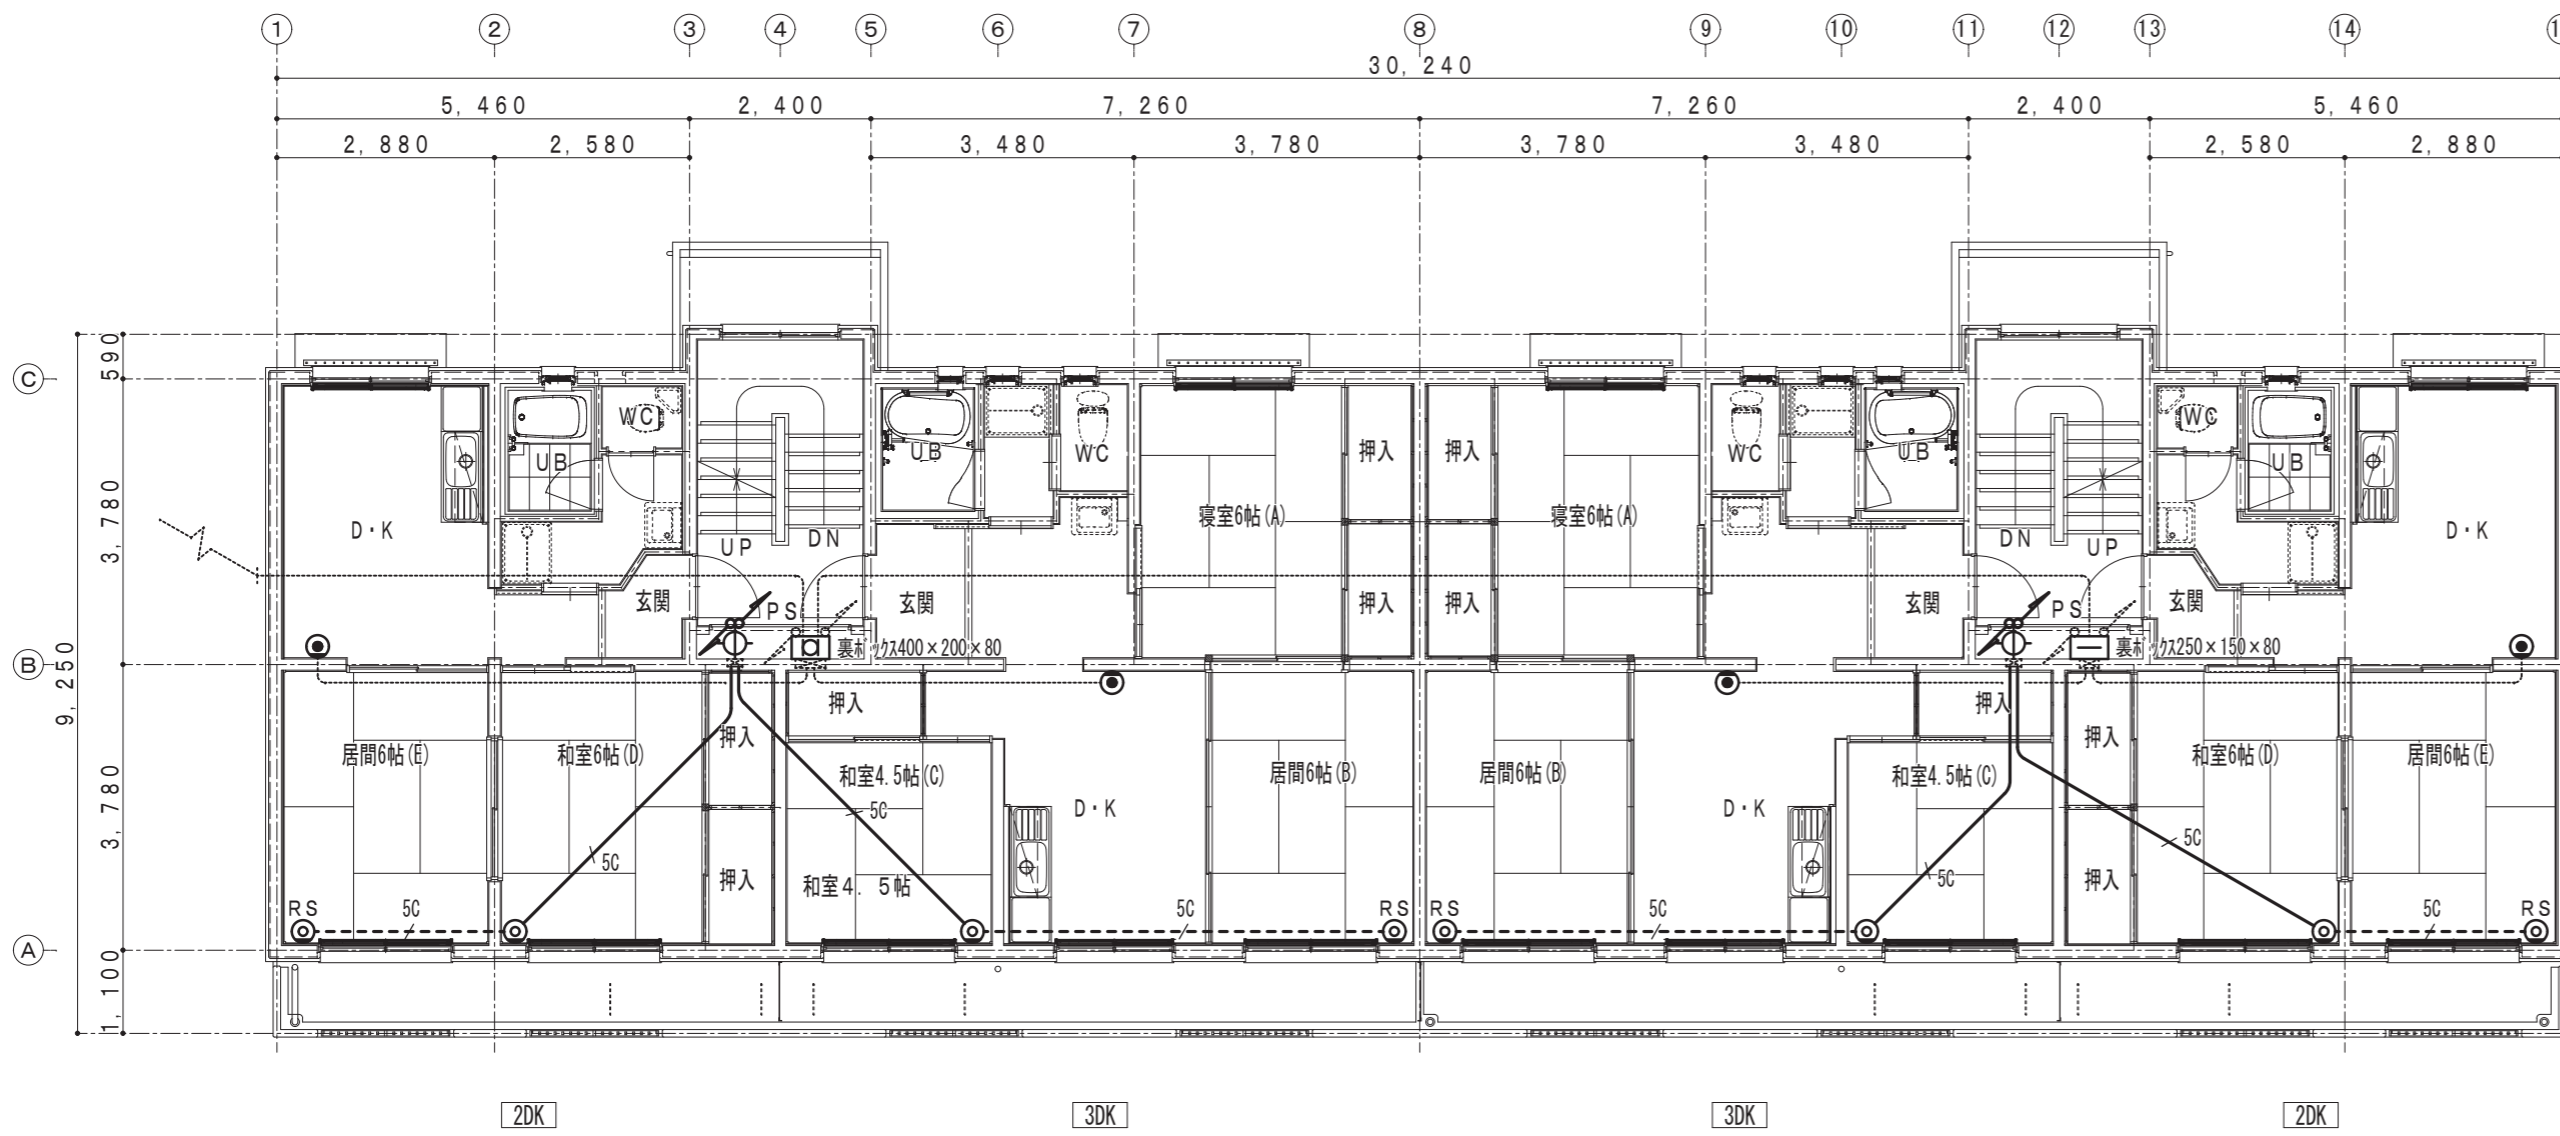 1 2 3 4 5 6 7 8 9 10 11 12 13 14
30,240
5,460 2,400 7,260 7,260 2,400 5,460
2,880 2,580 3,480 3,780 3,780 3,480 2,580 2,880
590
C
3,780
9,250
B
3,780
A
1,100
WC WC WC WC
UB UB UB UB
押入 押入
D・K 寝室6帖(A) 寝室6帖(A) D・K
UP DN DN UP
玄関 PS 玄関 押入 押入 玄関 PS 玄関
裏ボックス400×200×80 裏ボックス250×150×80
押入 押入
居間6帖(E) 和室6帖(D) 押入 和室4.5帖(C) 居間6帖(B) 居間6帖(B) 和室4.5帖(C) 押入 和室6帖(D) 居間6帖(E)
5C D・K D・K
5C 5C
押入 和室4.5帖 5C 押入
RS 5C 5C RS RS 5C 5C RS
2DK 3DK 3DK 2DK